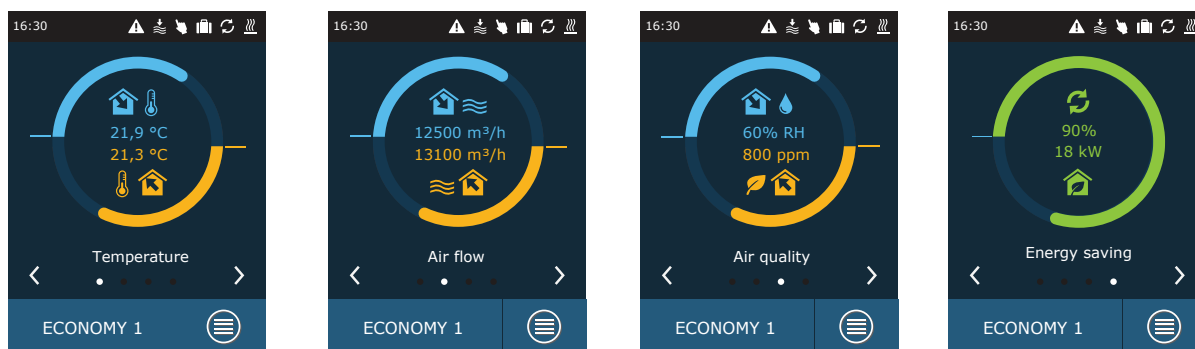 16:30
21,9 °C
21,3 °C
Temperature
ECONOMY 1
16:30
12500 m³/h
13100 m³/h
Air flow
ECONOMY 1
16:30
60% RH
800 ppm
Air quality
ECONOMY 1
16:30
90%
18 kW
Energy saving
ECONOMY 1